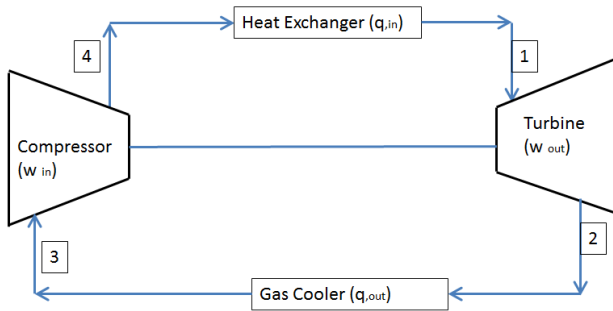 Heat Exchanger (q,in)
4
1
Compressor
(w in)
Turbine
(w out)
3
2
Gas Cooler (q,out)